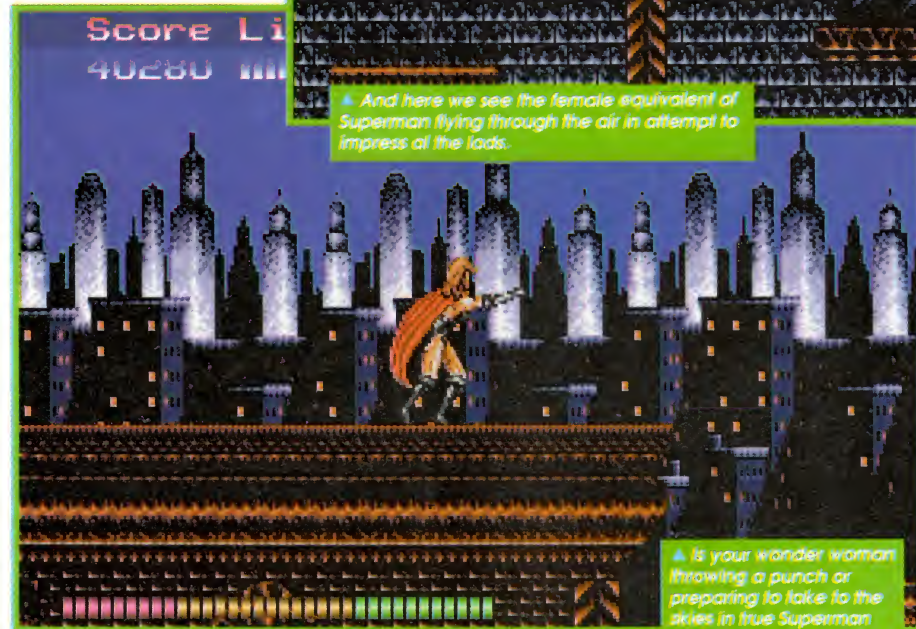 Score Li
40280
And here we see the female equivalent of
Superman flying through the air in attempt to
impress al the lads.
Is your wonder woman
throwing a punch or
preparing to take to the
skies in true Superman